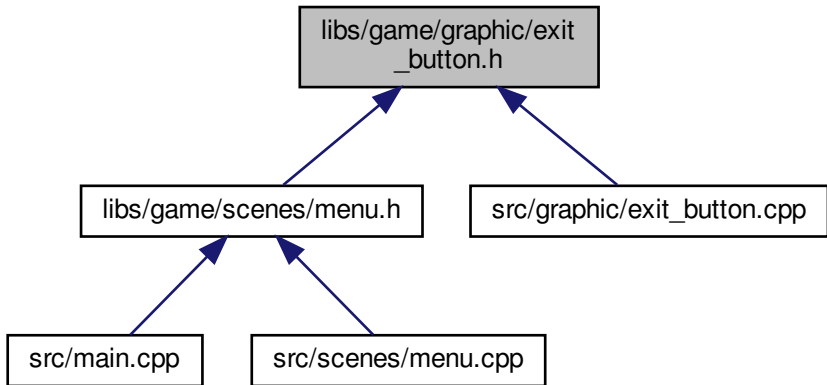 libs/game/graphic/exit
_button.h
libs/game/scenes/menu.h
src/graphic/exit_button.cpp
src/main.cpp
src/scenes/menu.cpp